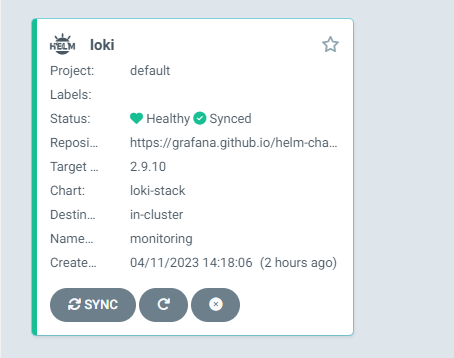 HELM loki
Project: default
Labels:
Status: Healthy Synced
Reposi... https://grafana.github.io/helm-cha...
Target ... 2.9.10
Chart: loki-stack
Destin... in-cluster
Name... monitoring
Create... 04/11/2023 14:18:06 (2 hours ago)
SYNC